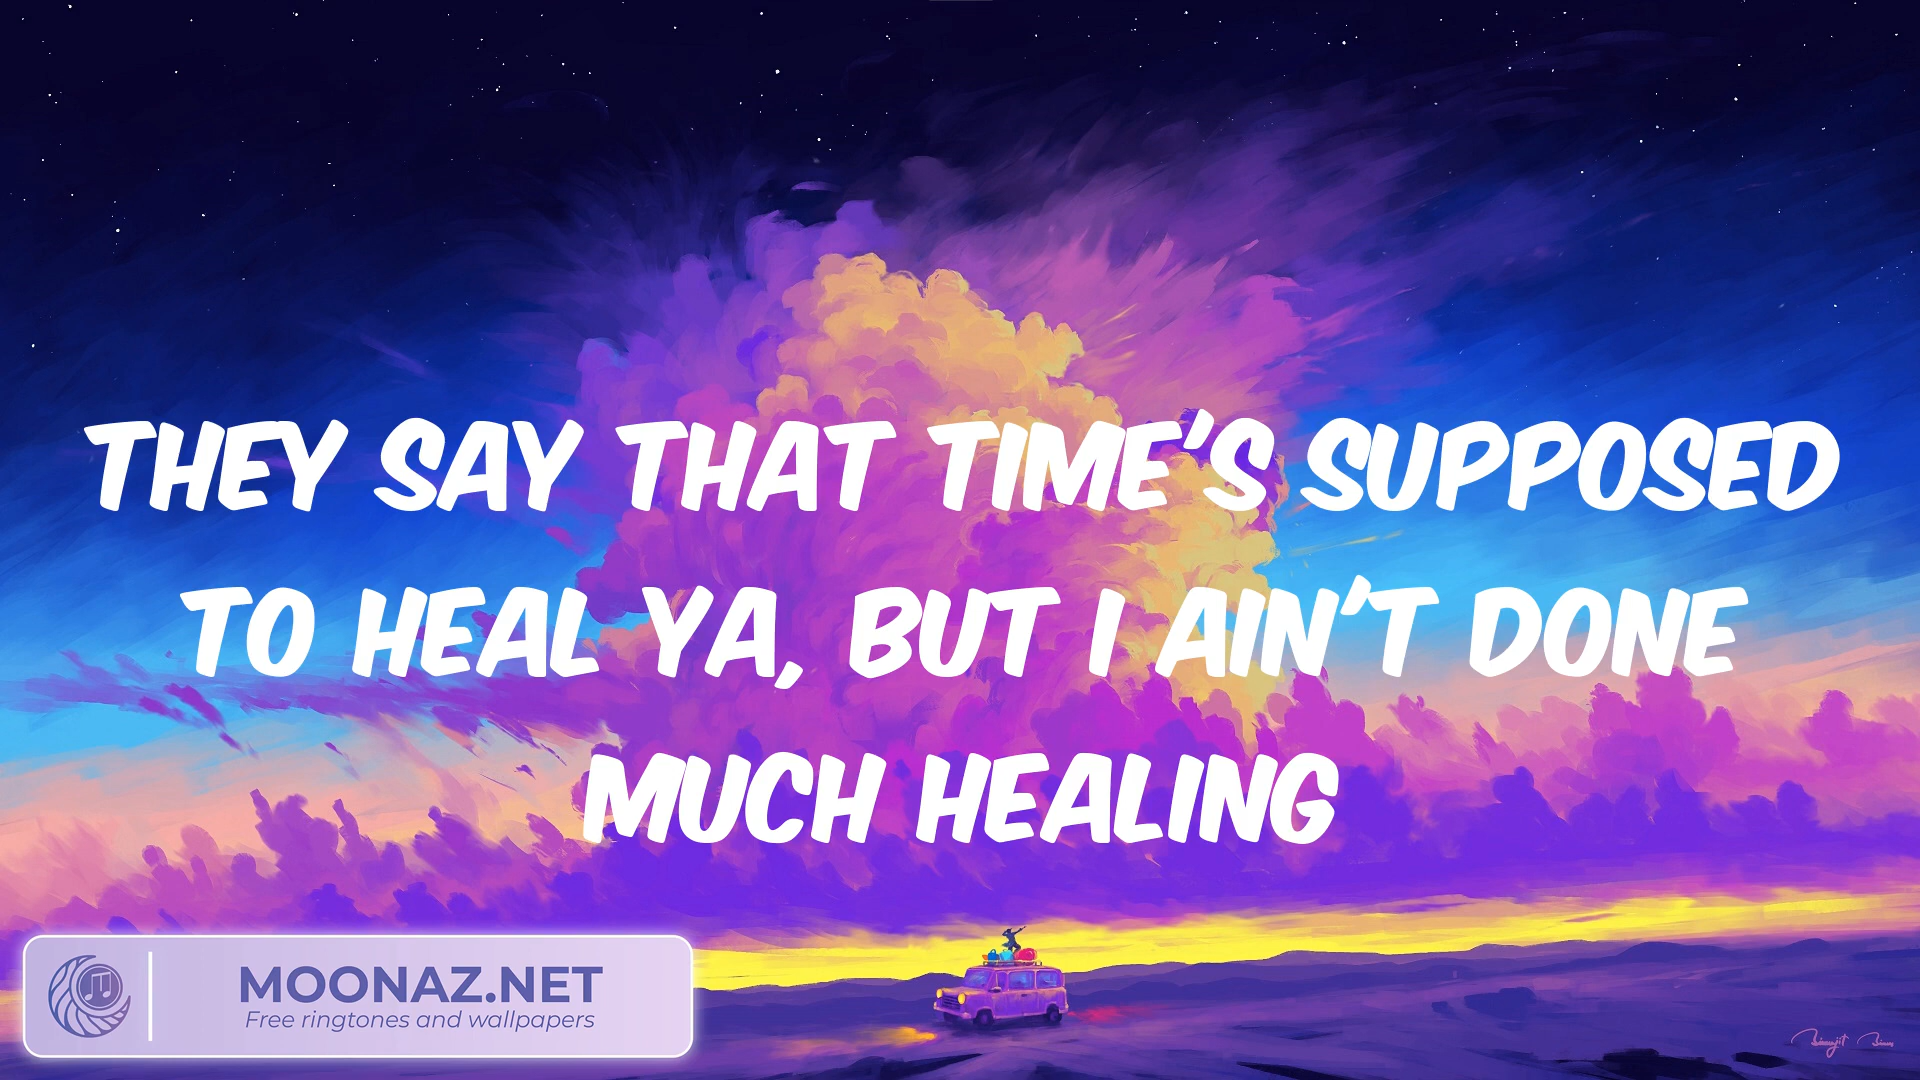 THEY SAY THAT TIME'S SUPPOSED
TO HEAL YA, BUT I AIN'T DONE
MUCH HEALING
MOONAZ.NET
Free ringtones and wallpapers